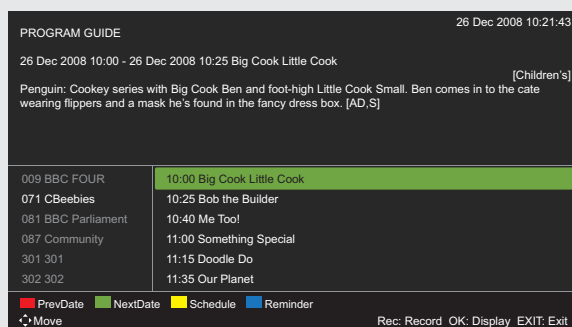 PROGRAM GUIDE 26 Dec 2008 10:21:43
26 Dec 2008 10:00 - 26 Dec 2008 10:25 Big Cook Little Cook
[Children's]
Penguin: Cookey series with Big Cook Ben and foot-high Little Cook Small. Ben comes in to the cate
wearing flippers and a mask he's found in the fancy dress box. [AD,S]
009 BBC FOUR 10:00 Big Cook Little Cook
071 CBeebies 10:25 Bob the Builder
081 BBC Parliament 10:40 Me Too!
087 Community 11:00 Something Special
301 301 11:15 Doodle Do
302 302 11:35 Our Planet
PrevDate NextDate Schedule Reminder
Move Rec: Record OK: Display EXIT: Exit